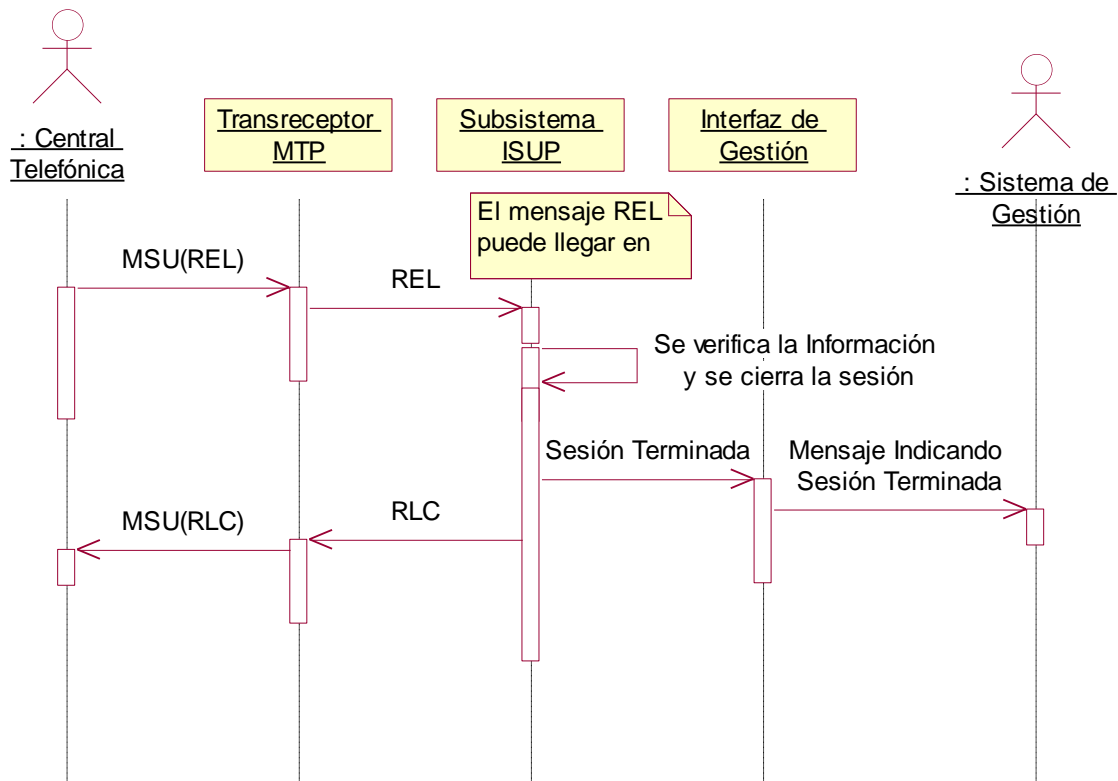 : Central
Telefónica
Transreceptor
MTP
Subsistema
ISUP
Interfaz de
Gestión
: Sistema de
Gestión
El mensaje REL
puede llegar en
MSU(REL)
REL
Se verifica la Información
y se cierra la sesión
Sesión Terminada
Mensaje Indicando
Sesión Terminada
RLC
MSU(RLC)